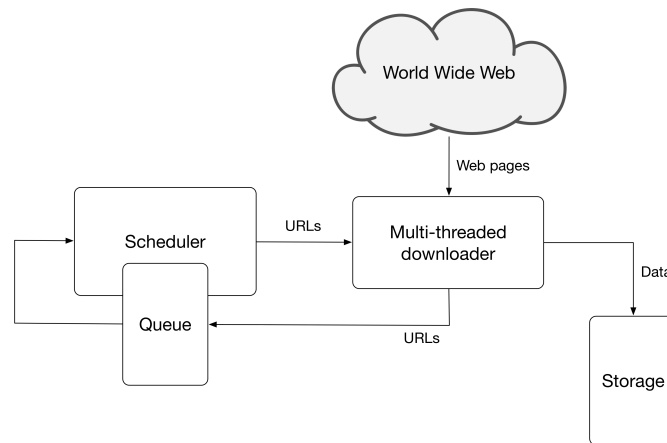 World Wide Web
Web pages
URLs
Scheduler
Multi-threaded
downloader
Data
Queue
URLs
Storage